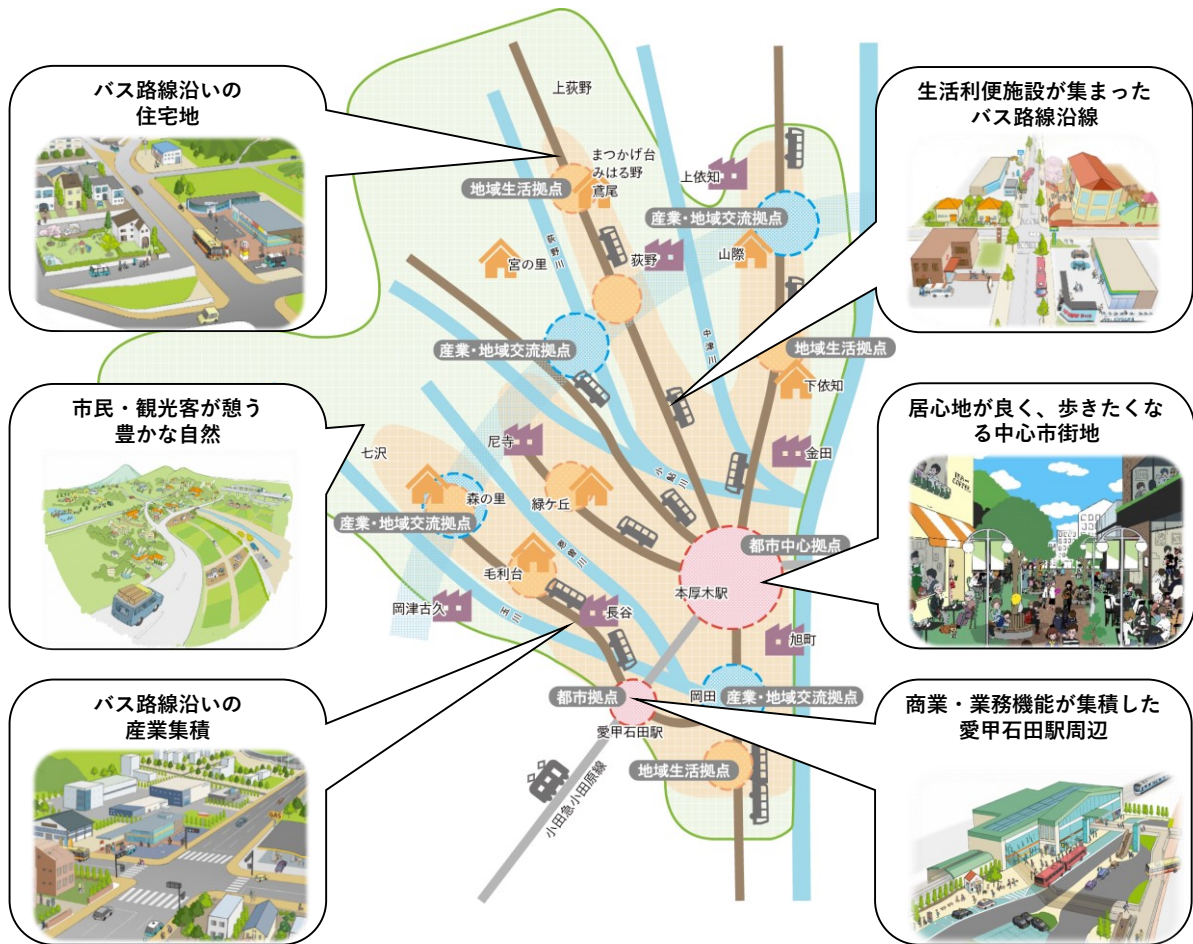 バス路線沿いの
住宅地
生活利便施設が集まった
バス路線沿線
市民・観光客が憩う
豊かな自然
居心地が良く、歩きたくな
る中心市街地
バス路線沿いの
産業集積
商業・業務機能が集積した
愛甲石田駅周辺
上荻野
まつかげ台
みはる野
鳶尾
地域生活拠点
上依知
産業・地域交流拠点
荻野川
宮の里
荻野
山際
中津川
産業・地域交流拠点
地域生活拠点
下依知
七沢
尼寺
金田
小鮎川
森の里
緑ケ丘
産業・地域交流拠点
恩曽川
都市中心拠点
毛利台
本厚木駅
岡津古久
玉川
長谷
旭町
都市拠点
岡田
産業・地域交流拠点
愛甲石田駅
地域生活拠点
小田急小田原線